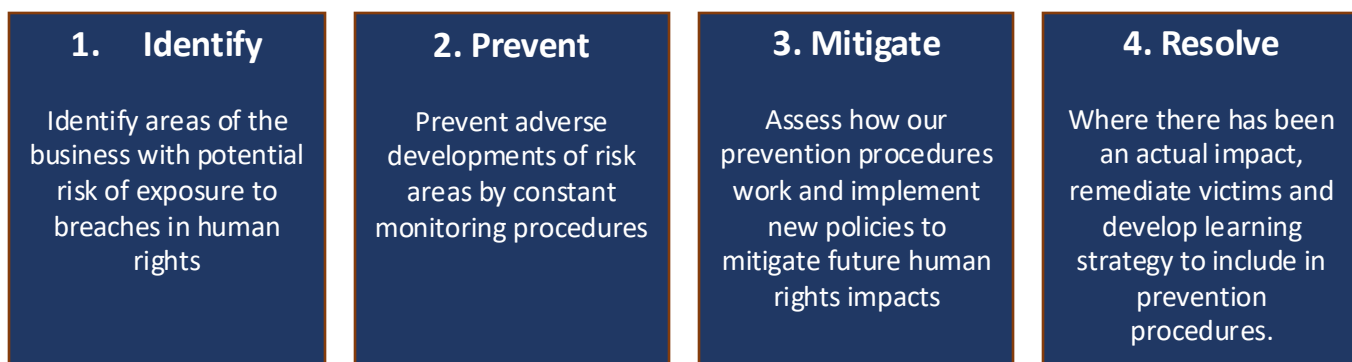 1. Identify
Identify areas of the
business with potential
risk of exposure to
breaches in human
rights
2. Prevent
Prevent adverse
developments of risk
areas by constant
monitoring procedures
3. Mitigate
Assess how our
prevention procedures
work and implement
new policies to
mitigate future human
rights impacts
4. Resolve
Where there has been
an actual impact,
remediate victims and
develop learning
strategy to include in
prevention
procedures.